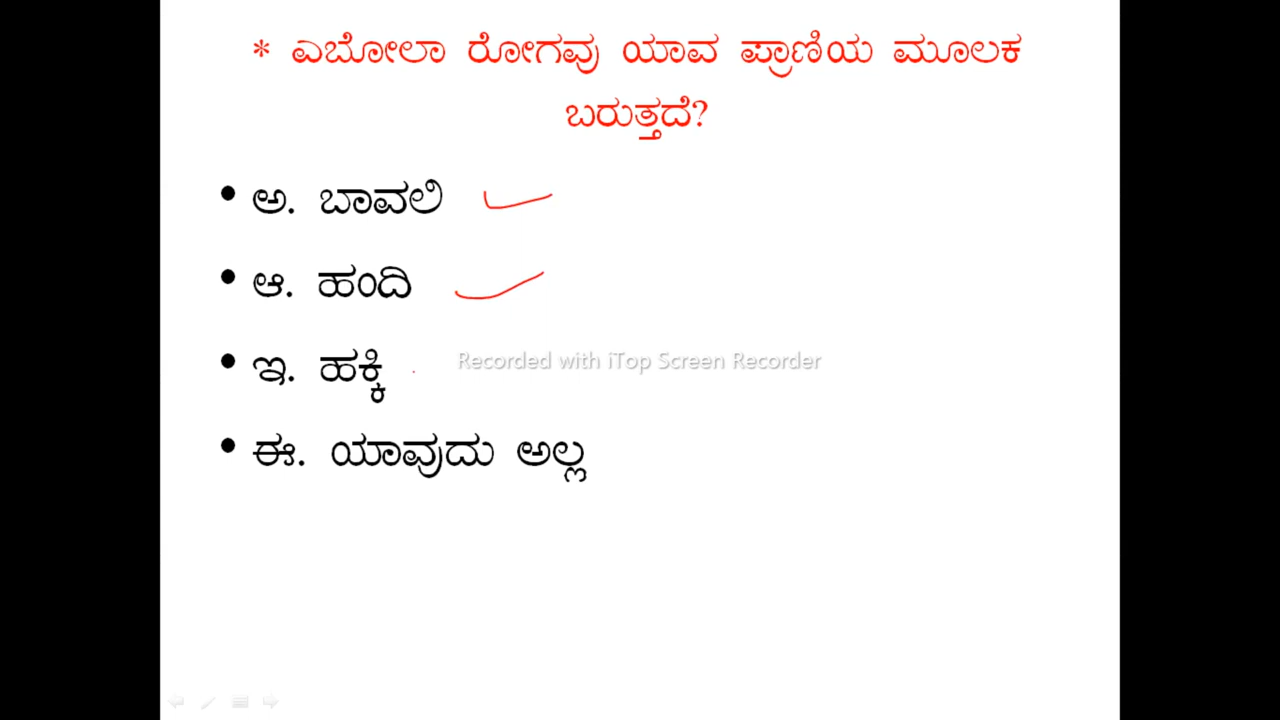 * ಎಬೋಲಾ ರೋಗವು ಯಾವ ಪ್ರಾಣಿಯ ಮೂಲಕ
ಬರುತ್ತದೆ?
• ಅ. ಬಾವಲಿ
• ಆ. ಹಂದಿ
• ಇ. ಹಕ್ಕಿ
Recorded with iTop Screen Recorder
• ಈ. ಯಾವುದು ಅಲ್ಲ